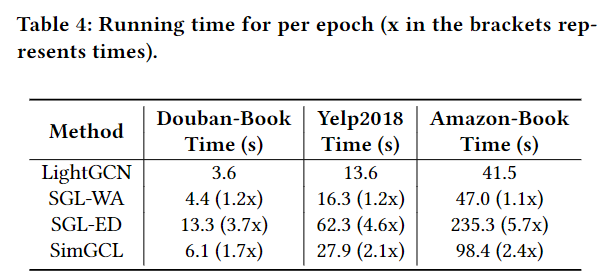 Table 4: Running time for per epoch (x in the brackets rep-
resents times).
Method Douban-Book Yelp2018 Amazon-Book
Time (s) Time (s) Time (s)
LightGCN 3.6 13.6 41.5
SGL-WA 4.4 (1.2x) 16.3 (1.2x) 47.0 (1.1x)
SGL-ED 13.3 (3.7x) 62.3 (4.6x) 235.3 (5.7x)
SimGCL 6.1 (1.7x) 27.9 (2.1x) 98.4 (2.4x)